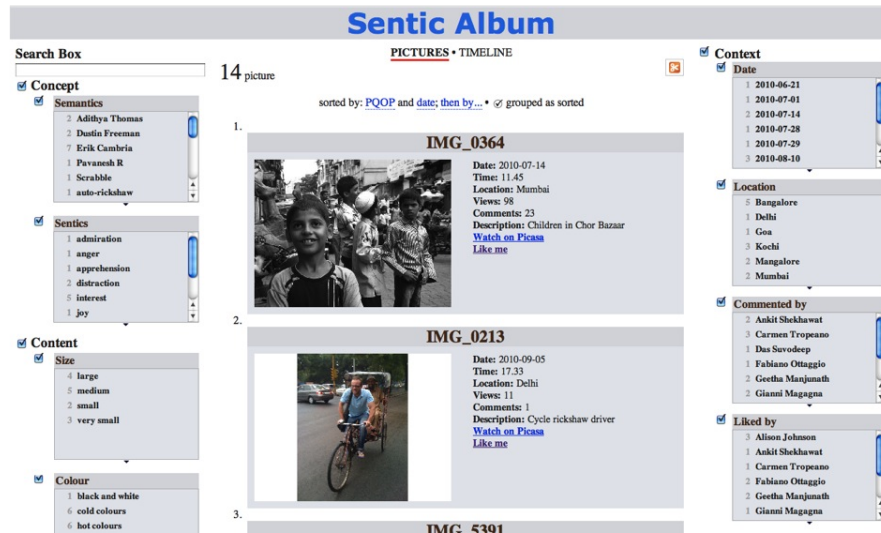 Sentic Album
Search Box
PICTURES • TIMELINE
14 picture
sorted by: PQOP and date; then by... • grouped as sorted
Concept
Semantics
2 Adithya Thomas
2 Dustin Freeman
7 Erik Cambria
1 Pavanesh R
1 Scrabble
1 auto-rickshaw
Sentics
1 admiration
1 anger
1 apprehension
2 distraction
5 interest
1 joy
Content
Size
4 large
5 medium
2 small
3 very small
Colour
1 black and white
6 cold colours
6 hot colours
1.
IMG_0364
Date: 2010-07-14
Time: 11.45
Location: Mumbai
Views: 98
Comments: 23
Description: Children in Chor Bazaar
Watch on Picasa
Like me
2.
IMG_0213
Date: 2010-09-05
Time: 17.33
Location: Delhi
Views: 11
Comments: 1
Description: Cycle rickshaw driver
Watch on Picasa
Like me
3.
IMG_5391
Context
Date
1 2010-06-21
1 2010-07-01
2 2010-07-14
1 2010-07-28
1 2010-07-29
3 2010-08-10
Location
5 Bangalore
1 Delhi
1 Goa
3 Kochi
2 Mangalore
2 Mumbai
Commented by
2 Ankit Shekhawat
3 Carmen Tropeano
1 Das Suvodeep
1 Fabiano Ottaggio
2 Geetha Manjunath
2 Gianni Magagna
Liked by
3 Alison Johnson
1 Ankit Shekhawat
1 Carmen Tropeano
2 Fabiano Ottaggio
2 Geetha Manjunath
1 Gianni Magagna